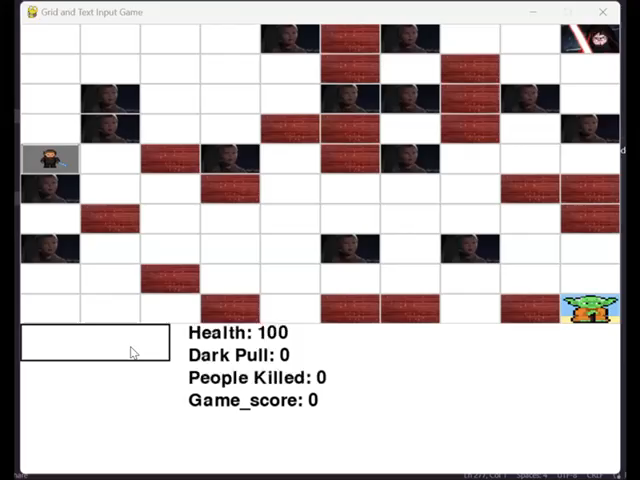 Grid and Text Input Game
Health: 100
Dark Pull: 0
People Killed: 0
Game_score: 0